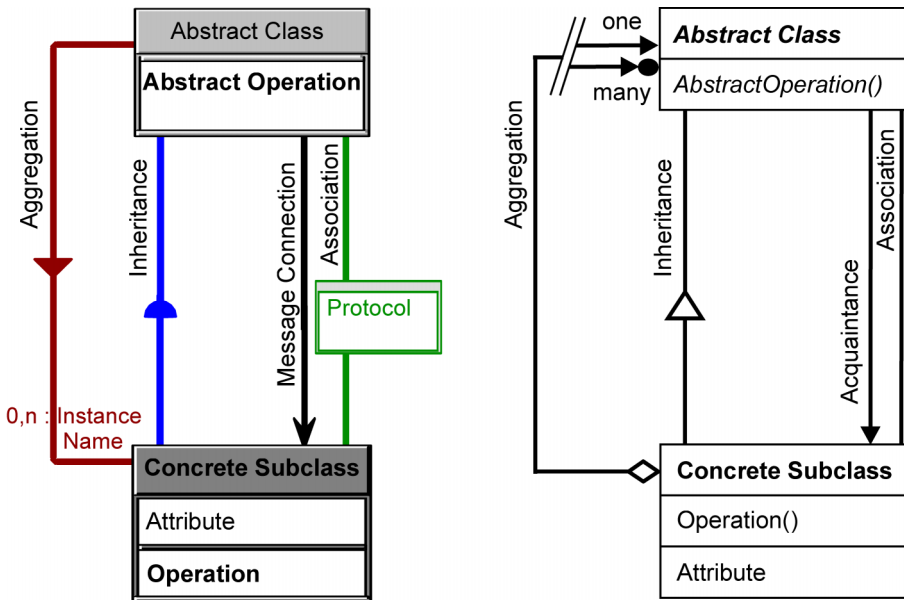 Abstract Class
Abstract Operation
Aggregation
Inheritance
Message Connection
Association
Protocol
0,n : Instance
Name
Concrete Subclass
Attribute
Operation
one
many
Abstract Class
AbstractOperation()
Aggregation
Inheritance
Acquaintance
Association
Concrete Subclass
Operation()
Attribute